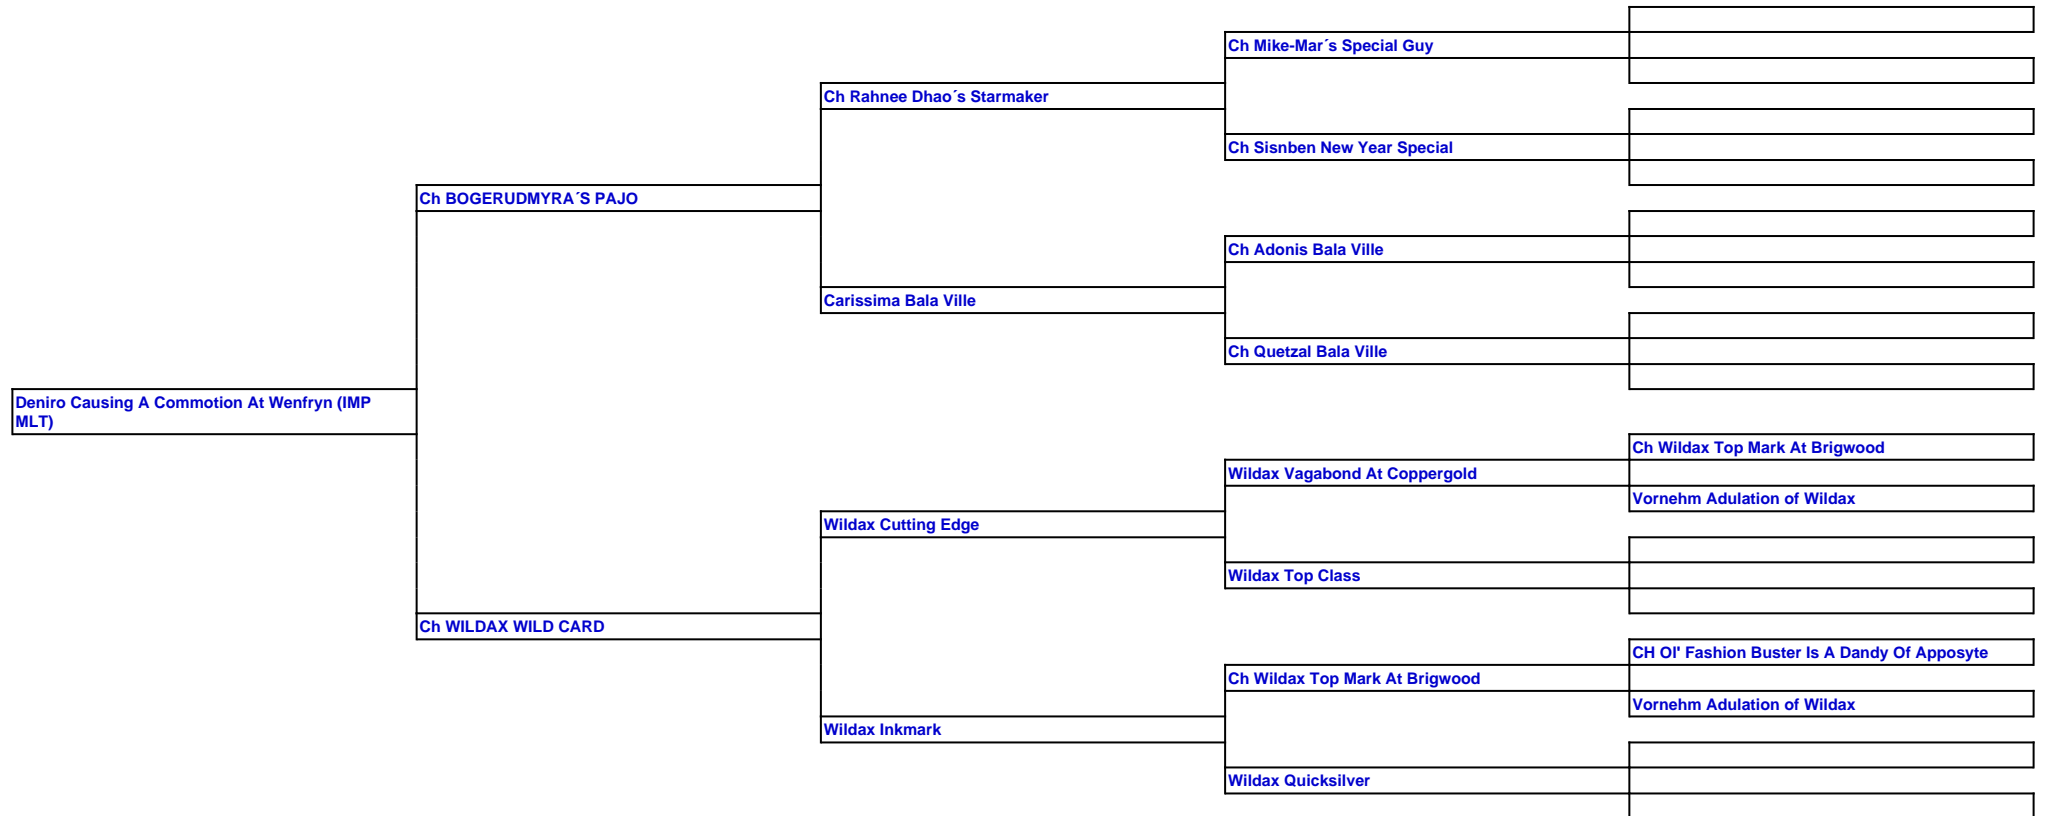 Ch Mike-Mar´s Special Guy
Ch Rahnee Dhao´s Starmaker
Ch Sisnben New Year Special
Ch BOGERUDMYRA´S PAJO
Ch Adonis Bala Ville
Carissima Bala Ville
Ch Quetzal Bala Ville
Deniro Causing A Commotion At Wenfryn (IMP
MLT)
Ch Wildax Top Mark At Brigwood
Wildax Vagabond At Coppergold
Vornehm Adulation of Wildax
Wildax Cutting Edge
Wildax Top Class
Ch WILDAX WILD CARD
CH Ol' Fashion Buster Is A Dandy Of Apposyte
Ch Wildax Top Mark At Brigwood
Vornehm Adulation of Wildax
Wildax Inkmark
Wildax Quicksilver